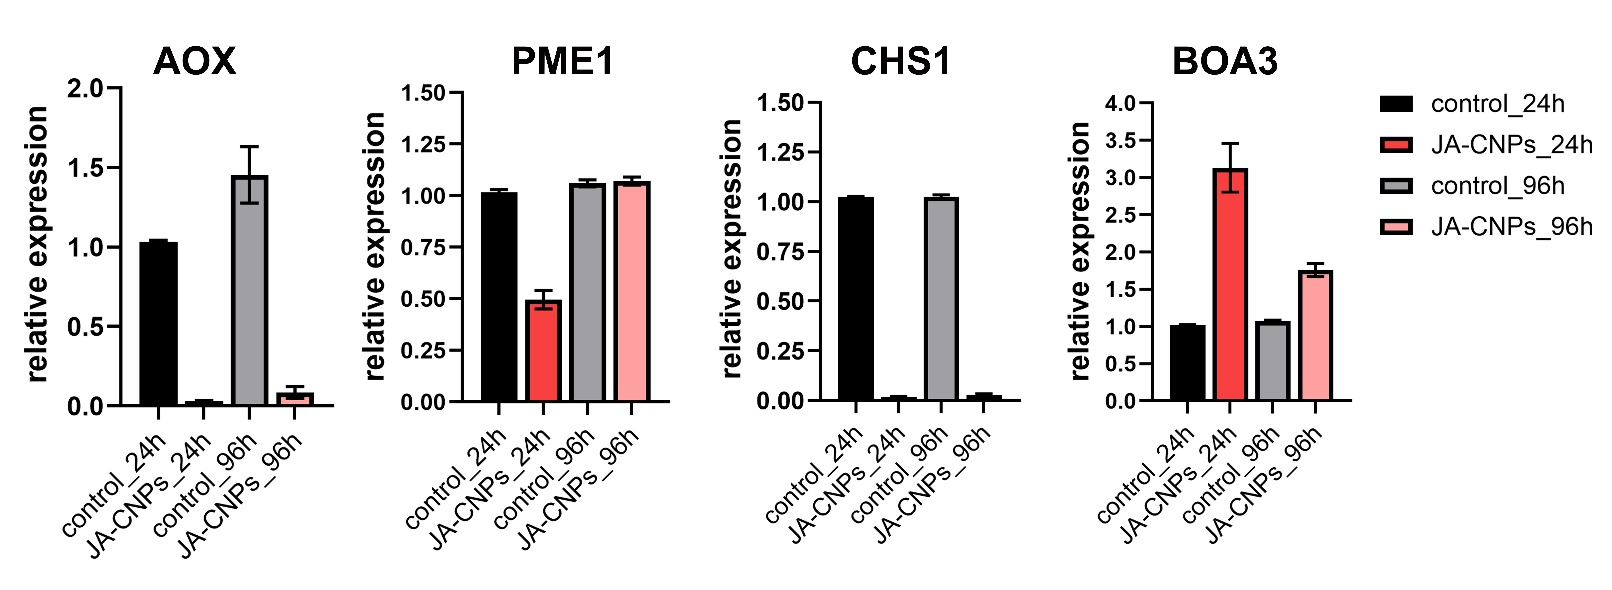 AOX
relative expression
2.0
1.5
1.0
0.5
0.0
control_24h
JA-CNPs_24h
control_96h
JA-CNPs_96h
PME1
relative expression
1.50
1.25
1.00
0.75
0.50
0.25
0.00
control_24h
JA-CNPs_24h
control_96h
JA-CNPs_96h
CHS1
relative expression
1.50
1.25
1.00
0.75
0.50
0.25
0.00
control_24h
JA-CNPs_24h
control_96h
JA-CNPs_96h
BOA3
relative expression
4.0
3.5
3.0
2.5
2.0
1.5
1.0
0.5
0.0
control_24h
JA-CNPs_24h
control_96h
JA-CNPs_96h
control_24h
JA-CNPs_24h
control_96h
JA-CNPs_96h